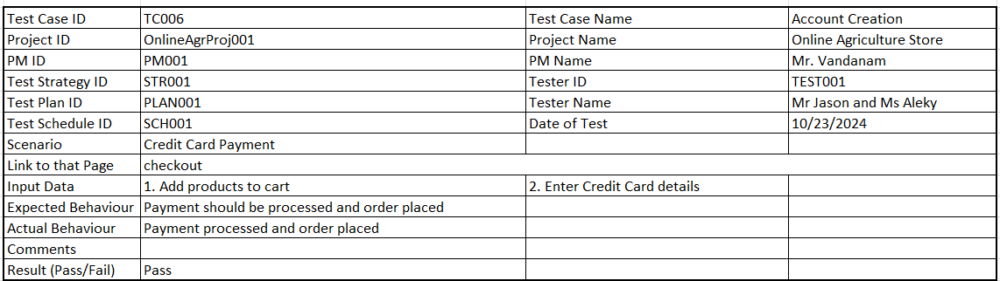 Test Case ID TC006 Test Case Name Account Creation
Project ID OnlineAgrProj001 Project Name Online Agriculture Store
PM ID PM001 PM Name Mr. Vandanam
Test Strategy ID STR001 Tester ID TEST001
Test Plan ID PLAN001 Tester Name Mr Jason and Ms Aleky
Test Schedule ID SCH001 Date of Test 10/23/2024
Scenario Credit Card Payment
Link to that Page checkout
Input Data 1. Add products to cart 2. Enter Credit Card details
Expected Behaviour Payment should be processed and order placed
Actual Behaviour Payment processed and order placed
Comments
Result (Pass/Fail) Pass